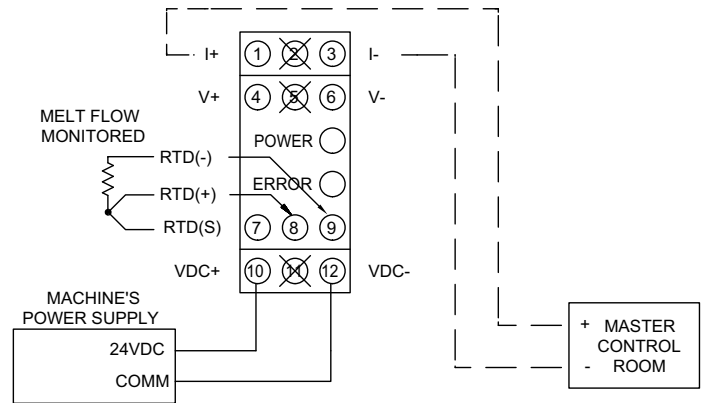 I+ 1 2 3 I-
V+ 4 5 6 V-
MELT FLOW
MONITORED
POWER
RTD(-)
ERROR
RTD(+)
RTD(S) 7 8 9
VDC+ 10 11 12 VDC-
MACHINE'S
POWER SUPPLY
24VDC
COMM
+ MASTER
CONTROL
- ROOM